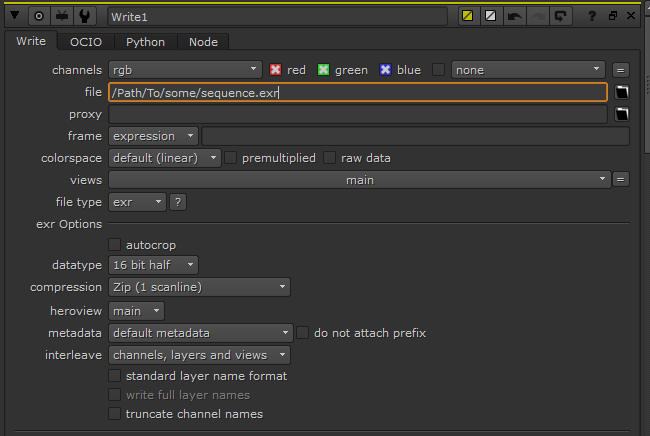 Write1
Write OCIO Python Node
channels rgb red green blue none =
file /Path/To/some/sequence.exr
proxy
frame expression
colorspace default (linear) premultiplied raw data
views main =
file type exr ?
exr Options
autocrop
datatype 16 bit half
compression Zip (1 scanline)
heroview main
metadata default metadata do not attach prefix
interleave channels, layers and views
standard layer name format
write full layer names
truncate channel names